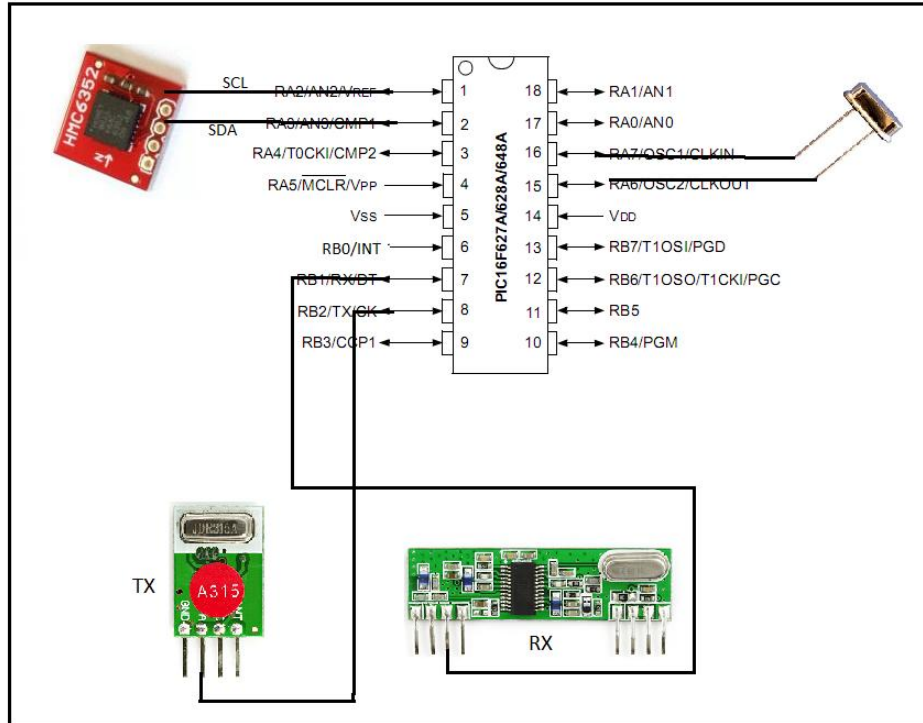 HMC6352
N
SCL
SDA
RA2/AN2/VREF
RA3/AN3/CMP1
RA4/T0CKI/CMP2
RA5/MCLR/VPP
VSS
RB0/INT
RB1/RX/DT
RB2/TX/CK
RB3/CCP1
1
2
3
4
5
6
7
8
9
PIC16F627A/628A/648A
18
17
16
15
14
13
12
11
10
RA1/AN1
RA0/AN0
RA7/OSC1/CLKIN
RA6/OSC2/CLKOUT
VDD
RB7/T1OSI/PGD
RB6/T1OSO/T1CKI/PGC
RB5
RB4/PGM
TX
A315
GND
RX